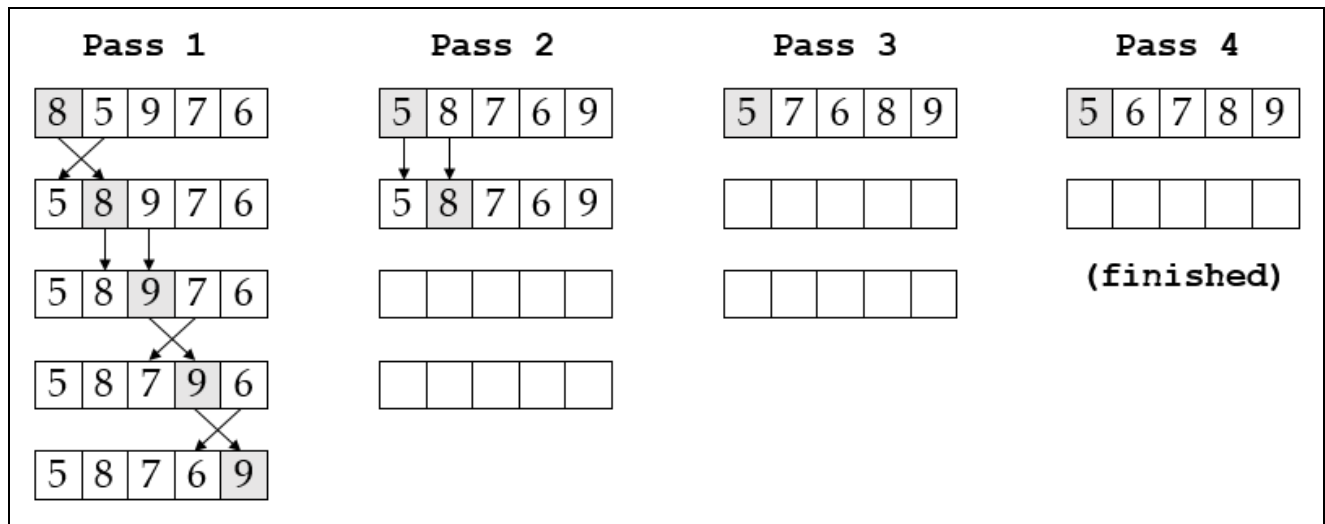 Pass 1 Pass 2 Pass 3 Pass 4
8 5 9 7 6 5 8 7 6 9 5 7 6 8 9 5 6 7 8 9
5 8 9 7 6 5 8 7 6 9
5 8 9 7 6 (finished)
5 8 7 9 6
5 8 7 6 9